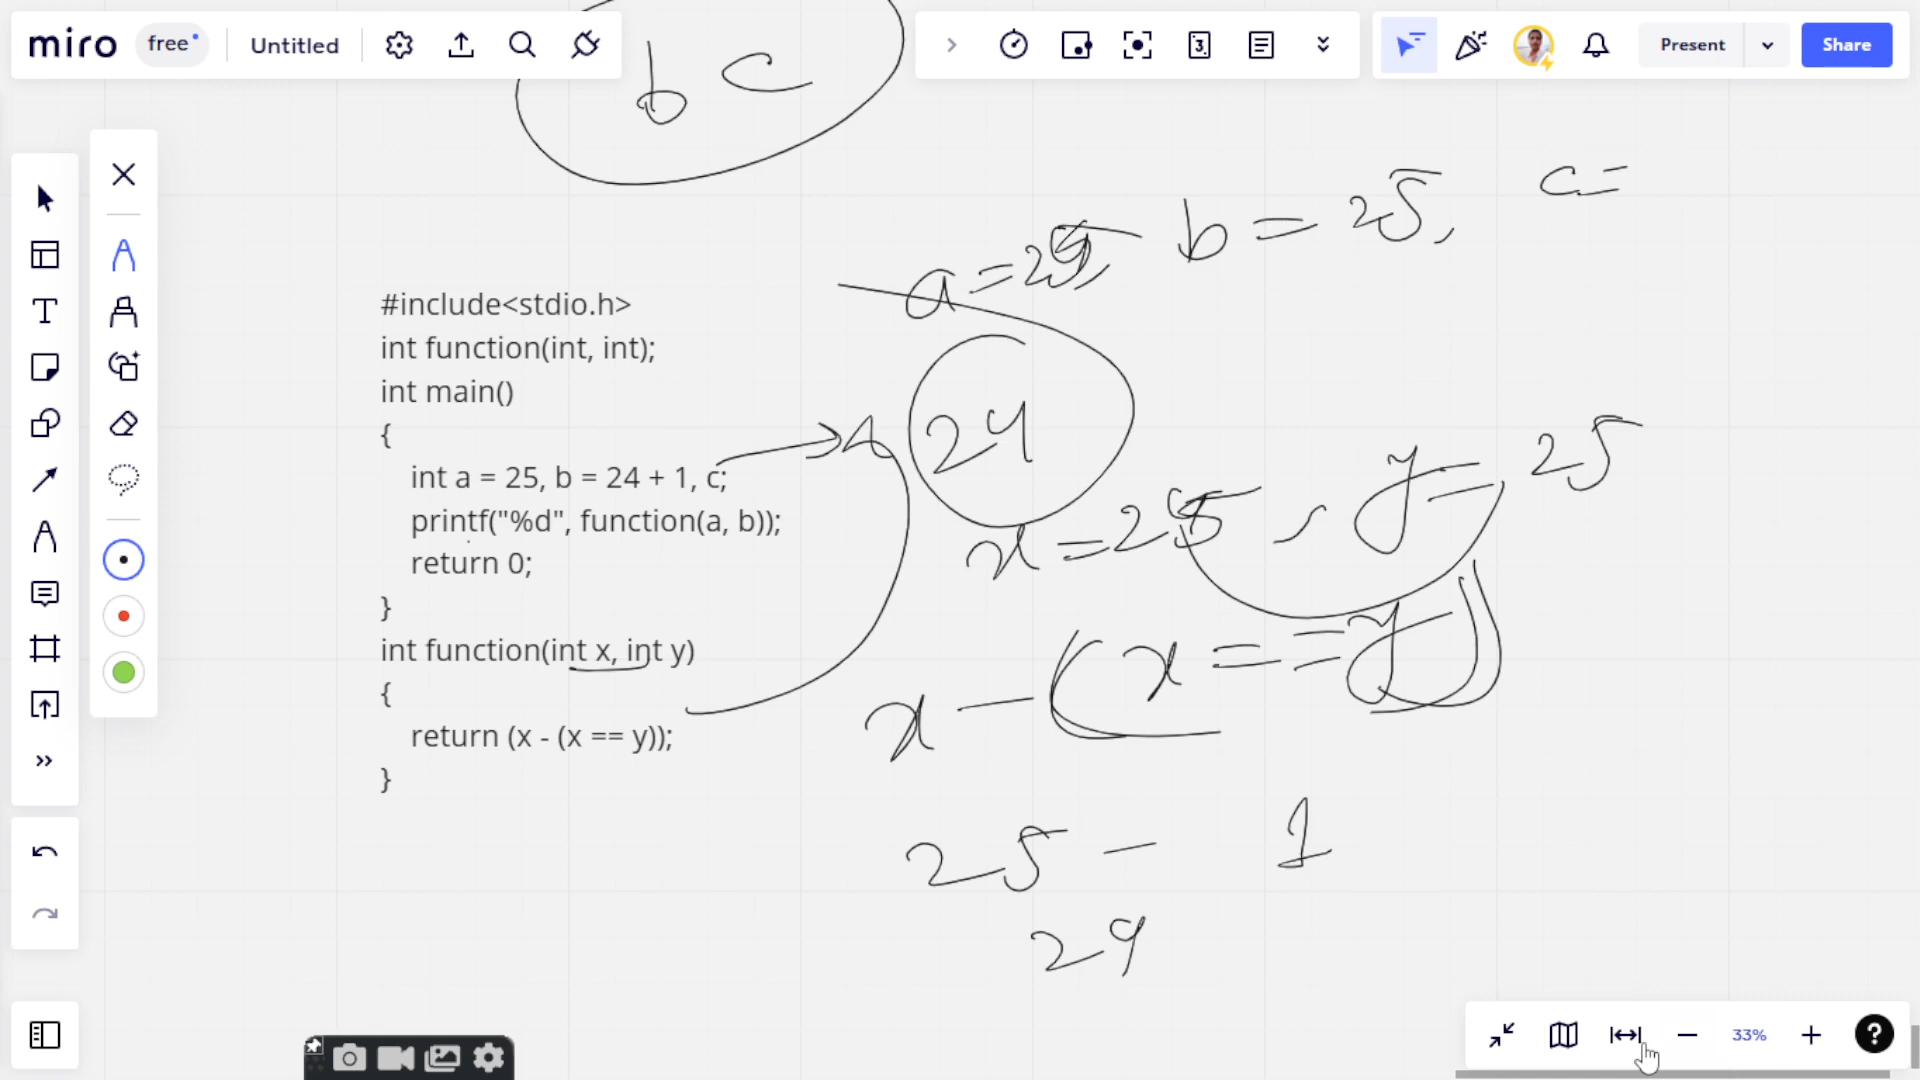 miro free Untitled
Present Share
b c
a=25, b = 25, c=
#include<stdio.h>
int function(int, int);
int main()
{
int a = 25, b = 24 + 1, c;
printf("%d", function(a, b));
return 0;
}
int function(int x, int y)
{
return (x - (x == y));
}
24
x=25, y=25
x-(x==y)
25 - 1
24
33%